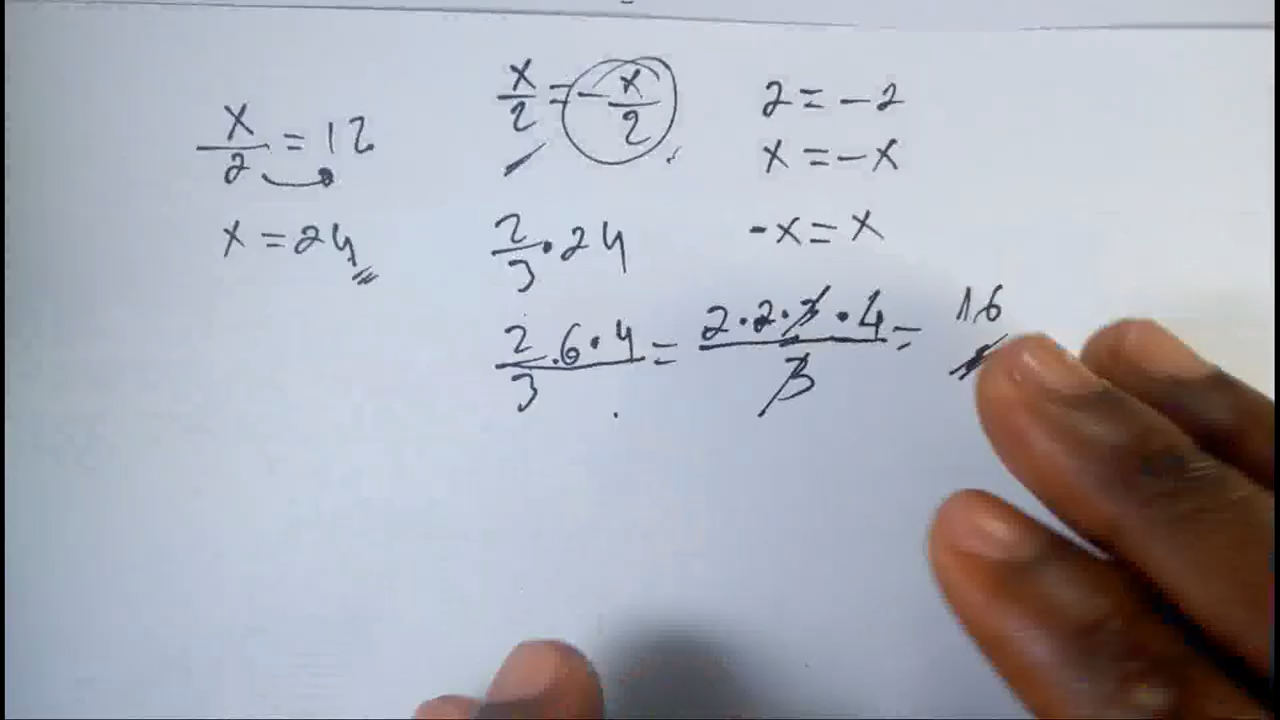 x/2 = 12
x = 24
x/2 = -x/2
2/3 · 24
2/3 · 6 · 4 = 2 · 2 · 3 · 4 / 3 = 16
2 = -2
x = -x
-x = x